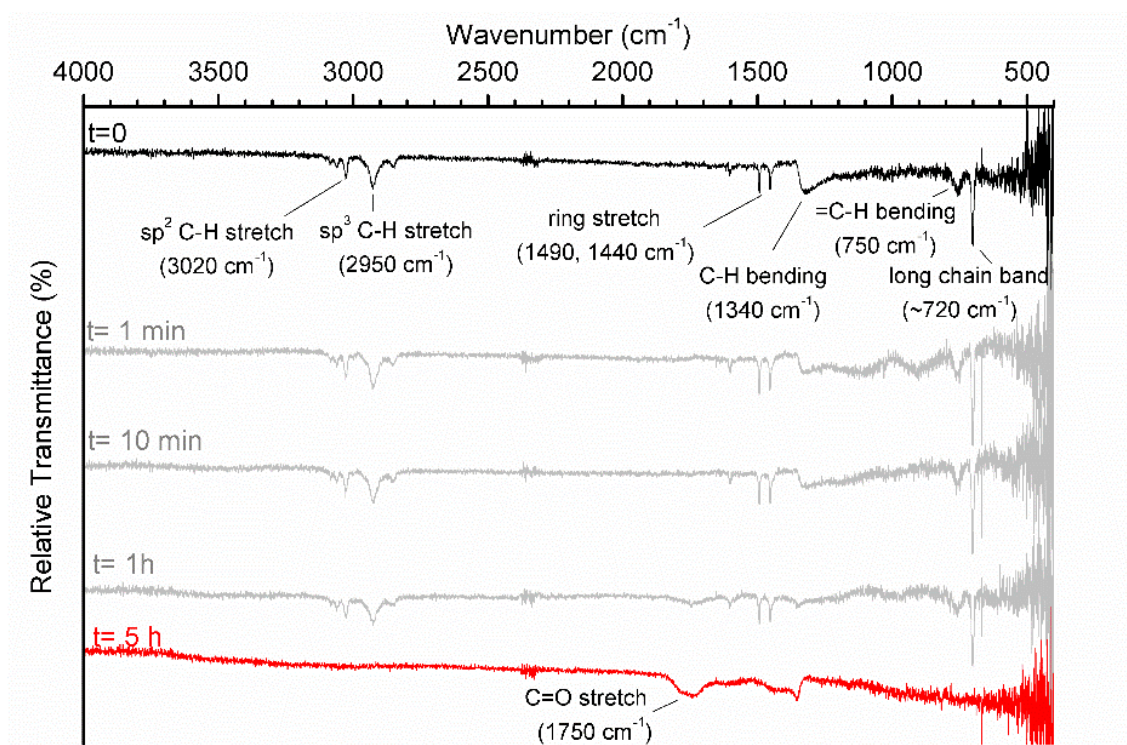 Wavenumber (cm⁻¹)
4000 3500 3000 2500 2000 1500 1000 500
Relative Transmittance (%)
t=0
sp² C-H stretch
(3020 cm⁻¹)
sp³ C-H stretch
(2950 cm⁻¹)
ring stretch
(1490, 1440 cm⁻¹)
C-H bending
(1340 cm⁻¹)
=C-H bending
(750 cm⁻¹)
long chain band
(~720 cm⁻¹)
t= 1 min
t= 10 min
t= 1h
t= 5 h
C=O stretch
(1750 cm⁻¹)